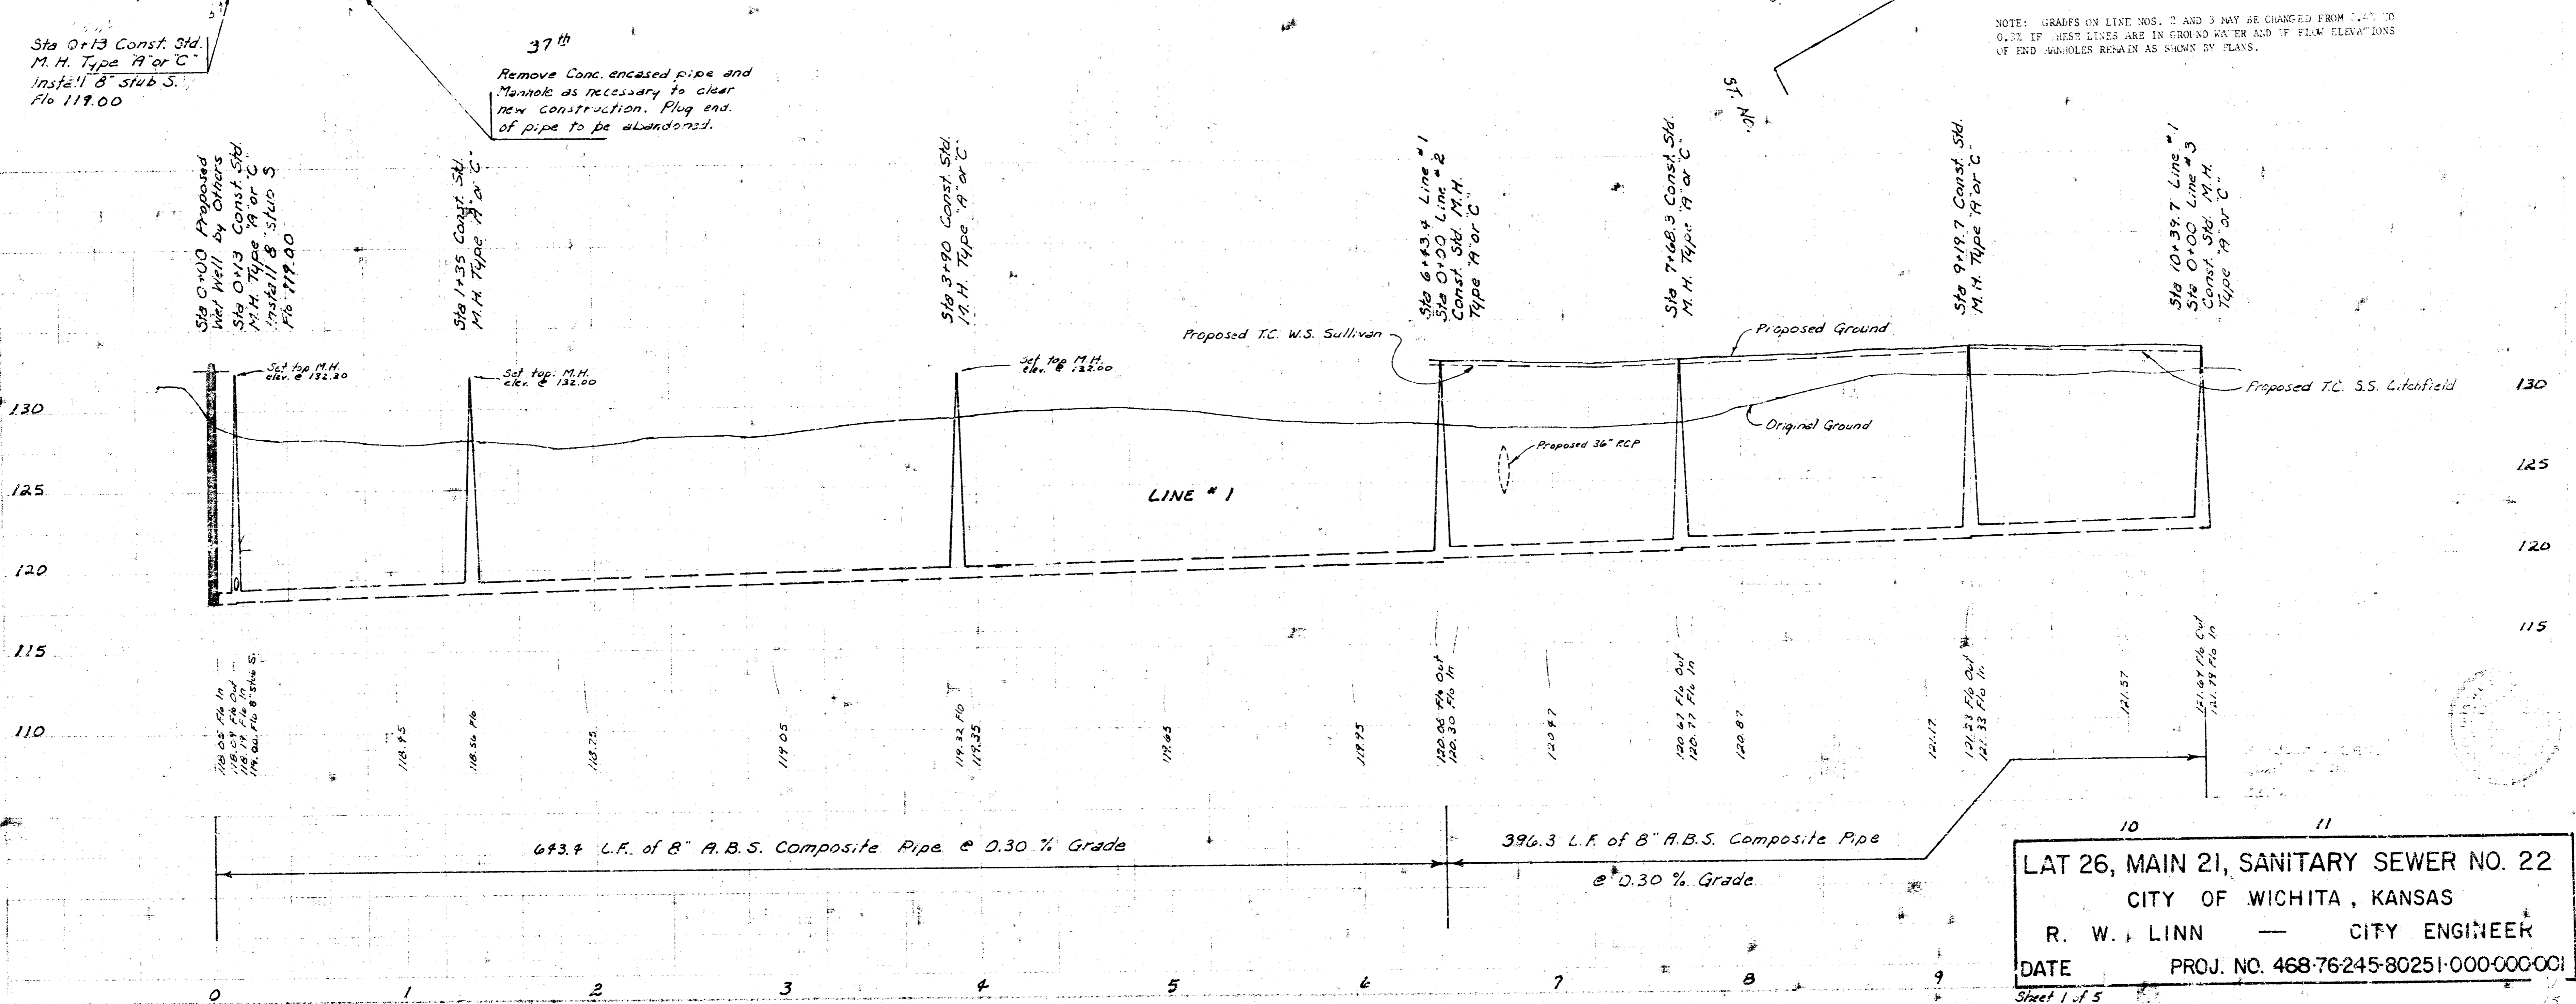 Sta 0+13 Const. Std.
M. H. Type "A" or "C"
Install 8" stub S.
Flo 119.00
37th
Remove Conc. encased pipe and
Manhole as necessary to clear
new construction. Plug end
of pipe to be abandoned.
NOTE: GRADES ON LINE NOS. 2 AND 3 MAY BE CHANGED FROM TO
0.3% IF THESE LINES ARE IN GROUND WATER AND IF FLOW ELEVATIONS
OF END MANHOLES REMAIN AS SHOWN BY PLANS.
ST. NO.
Sta 0+00 Proposed
Wet Well by Others
Sta 0+13 Const. Std.
M.H. Type "A" or "C"
Install 8" stub S
Flo 119.00
Sta 1+35 Const. Std.
M.H. Type "A" or "C"
Sta 3+90 Const. Std.
M.H. Type "A" or "C"
Sta 6+43.4 Line #1
Sta 0+00 Line #2
Const. Std. M.H.
Type "A" or "C"
Sta 7+68.3 Const. Std.
M.H. Type "A" or "C"
Sta 9+19.7 Const. Std.
M.H. Type "A" or "C"
Sta 10+39.7 Line #1
Sta 0+00 Line #3
Const. Std. M.H.
Type "A" or "C"
Set top M.H.
elev. @ 132.20
Set top M.H.
elev. @ 132.00
Set top M.H.
elev. @ 132.00
Proposed T.C. W.S. Sullivan
Proposed Ground
Proposed T.C. S.S. Litchfield
Original Ground
Proposed 36" RCP
LINE #1
130
125
120
115
110
130
125
120
115
118.05 Flo In
118.09 Flo Out
118.19 Flo In
119.00 Flo 8" stub S.
118.45
118.56 Flo
118.75
119.05
119.32 Flo
119.35
119.65
119.95
120.08 Flo Out
120.30 Flo In
120.47
120.67 Flo Out
120.77 Flo In
120.87
121.17
121.23 Flo Out
121.33 Flo In
121.57
121.69 Flo Out
121.79 Flo In
643.4 L.F. of 8" A.B.S. Composite Pipe @ 0.30 % Grade
396.3 L.F. of 8" A.B.S. Composite Pipe
@ 0.30 % Grade
0 1 2 3 4 5 6 7 8 9 10 11
LAT 26, MAIN 21, SANITARY SEWER NO. 22
CITY OF WICHITA, KANSAS
R. W. LINN — CITY ENGINEER
DATE PROJ. NO. 468-76-245-80251-000-000-001
Sheet 1 of 5